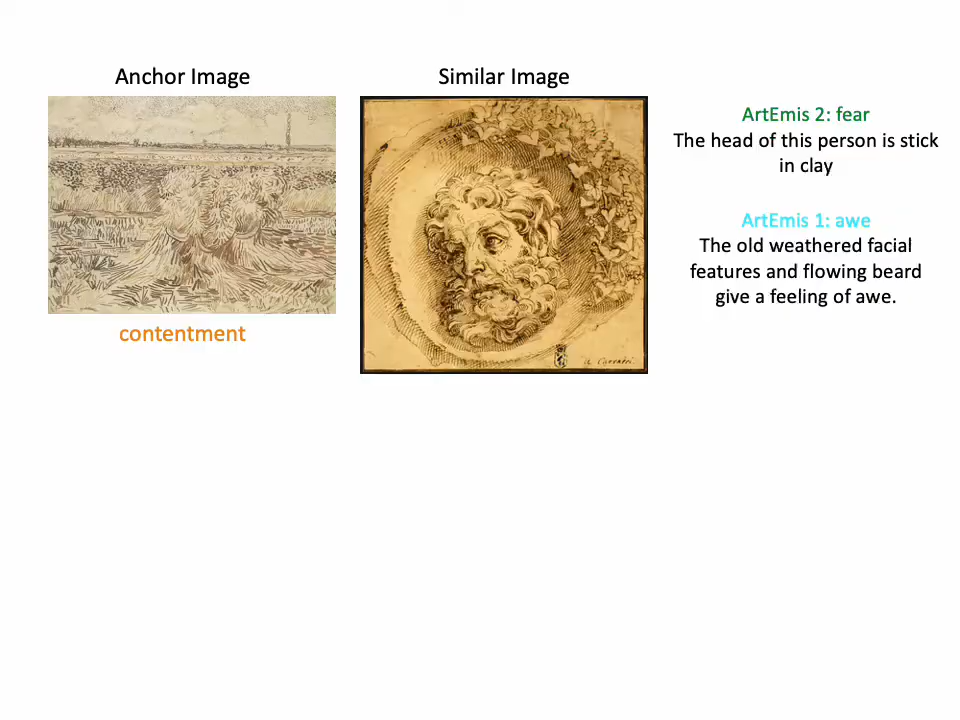 Anchor Image
Similar Image
ArtEmis 2: fear
The head of this person is stick
in clay
ArtEmis 1: awe
The old weathered facial
features and flowing beard
give a feeling of awe.
contentment